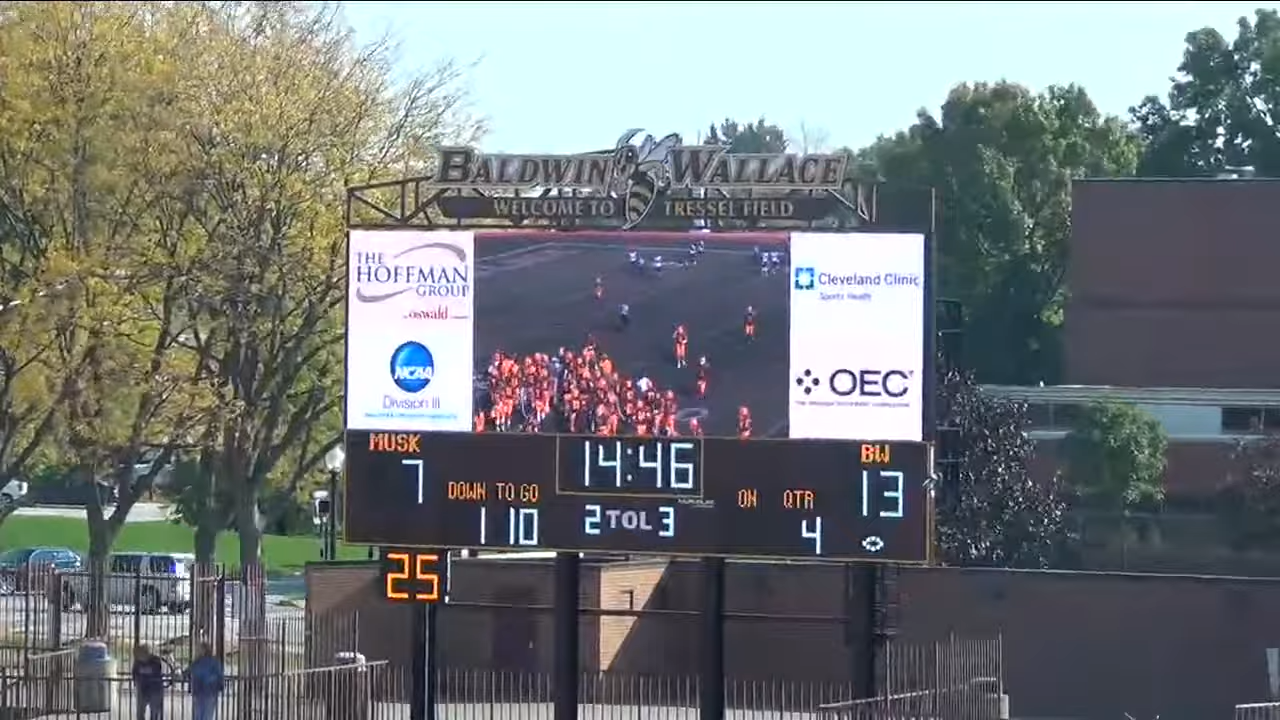 BALDWIN WALLACE
WELCOME TO TRESSEL FIELD
THE
HOFFMAN
GROUP
oswald
NCAA
Division III
Cleveland Clinic
Sports Health
OEC
MUSK
7
14:46
BW
13
DOWN TO GO
1 10
2 TOL 3
ON QTR
4
25